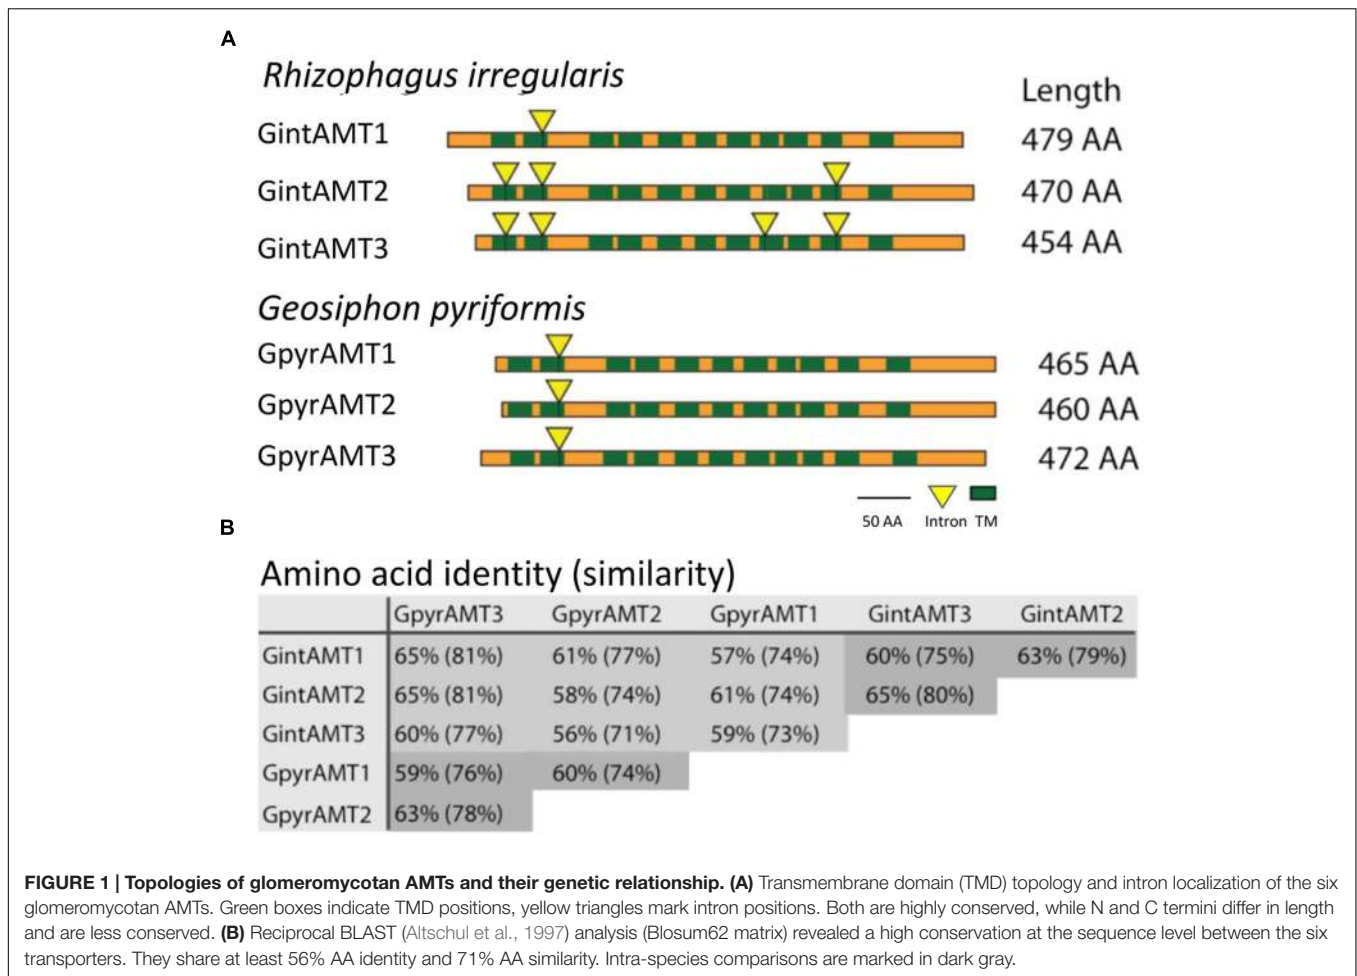 A
Rhizophagus irregularis
Length
GintAMT1 479 AA
GintAMT2 470 AA
GintAMT3 454 AA
Geosiphon pyriformis
GpyrAMT1 465 AA
GpyrAMT2 460 AA
GpyrAMT3 472 AA
50 AA Intron TM
B
Amino acid identity (similarity)
GpyrAMT3 GpyrAMT2 GpyrAMT1 GintAMT3 GintAMT2
GintAMT1 65% (81%) 61% (77%) 57% (74%) 60% (75%) 63% (79%)
GintAMT2 65% (81%) 58% (74%) 61% (74%) 65% (80%)
GintAMT3 60% (77%) 56% (71%) 59% (73%)
GpyrAMT1 59% (76%) 60% (74%)
GpyrAMT2 63% (78%)
FIGURE 1 | Topologies of glomeromycotan AMTs and their genetic relationship. (A) Transmembrane domain (TMD) topology and intron localization of the six
glomeromycotan AMTs. Green boxes indicate TMD positions, yellow triangles mark intron positions. Both are highly conserved, while N and C termini differ in length
and are less conserved. (B) Reciprocal BLAST (Altschul et al., 1997) analysis (Blosum62 matrix) revealed a high conservation at the sequence level between the six
transporters. They share at least 56% AA identity and 71% AA similarity. Intra-species comparisons are marked in dark gray.